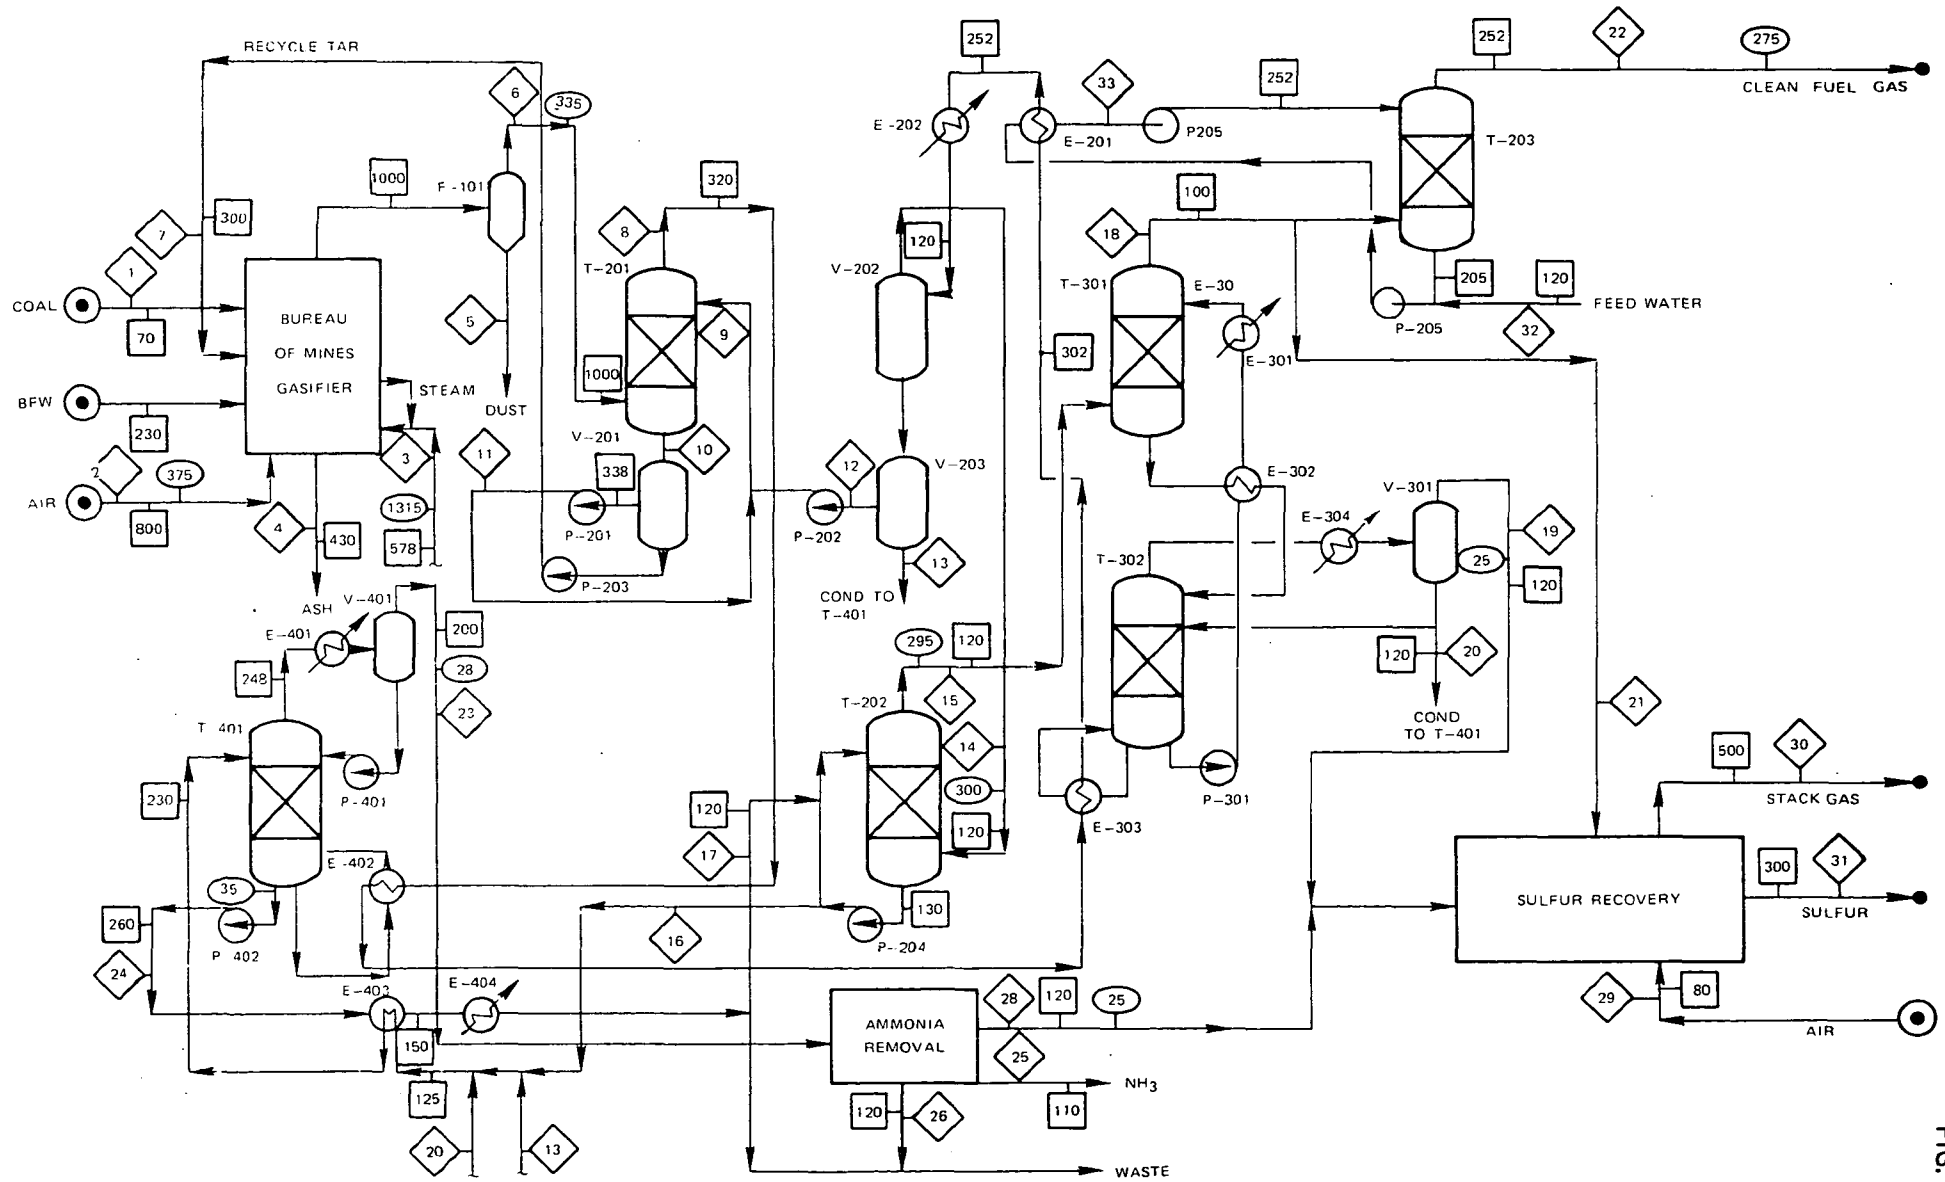 RECYCLE TAR
6
335
252
E-202
33
252
252
22
275
CLEAN FUEL GAS
E-201
P205
T-203
1000
F-101
320
7
300
1
8
T-201
120
V-202
100
18
T-301
E-30
205
120
FEED WATER
P-205
32
COAL
70
BUREAU
OF MINES
GASIFIER
STEAM
5
DUST
1000
9
302
E-301
BFW
230
2
375
AIR
800
4
430
ASH
3
1315
578
11
V-201
10
338
P-201
P-203
12
P-202
V-203
13
COND TO
T-401
E-302
V-301
E-304
25
19
120
T-302
120
20
COND
TO T-401
V-401
E-401
200
28
23
248
T 401
295
120
15
T-202
14
300
120
21
230
P-401
120
17
P-301
E-303
500
30
STACK GAS
E-402
35
260
P 402
24
16
130
P-204
SULFUR RECOVERY
300
31
SULFUR
E-403
E-404
150
125
AMMONIA
REMOVAL
28
120
25
25
NH3
110
29
80
AIR
20
13
120
26
WASTE
FIG.